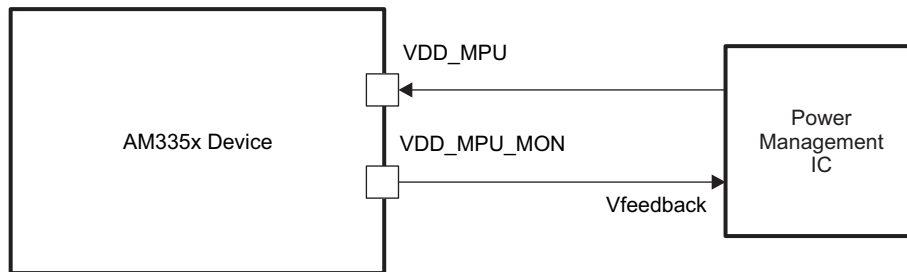 VDD_MPU
AM335x Device
VDD_MPU_MON
Vfeedback
Power
Management
IC